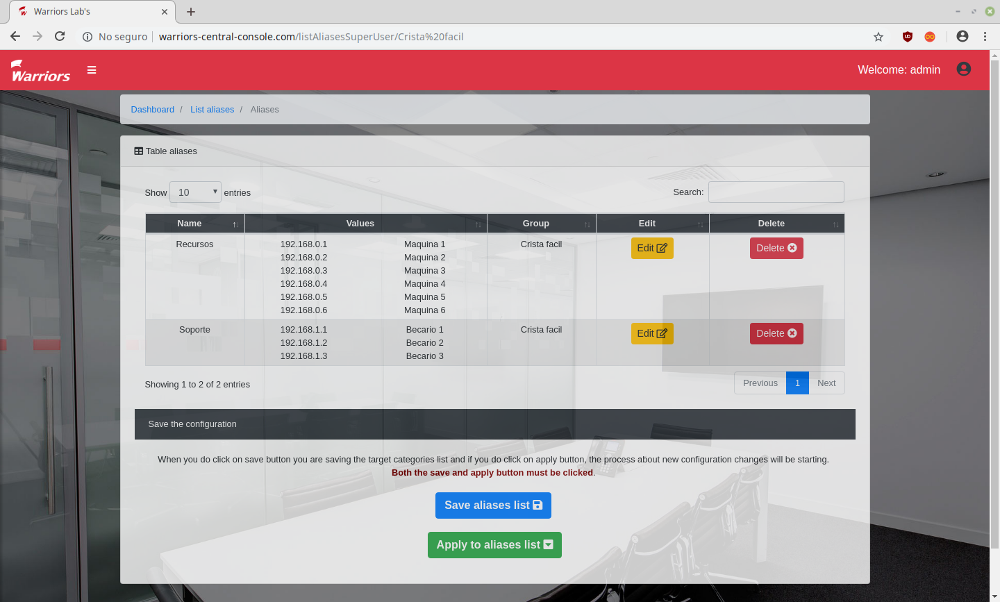 Warriors Lab's
No seguro warriors-central-console.com/listAliasesSuperUser/Crista%20facil
Warriors
Welcome: admin
Dashboard / List aliases / Aliases
Table aliases
Show 10 entries Search:
Name Values Group Edit Delete
Recursos 192.168.0.1 Maquina 1 Crista facil Edit Delete
192.168.0.2 Maquina 2
192.168.0.3 Maquina 3
192.168.0.4 Maquina 4
192.168.0.5 Maquina 5
192.168.0.6 Maquina 6
Soporte 192.168.1.1 Becario 1 Crista facil Edit Delete
192.168.1.2 Becario 2
192.168.1.3 Becario 3
Showing 1 to 2 of 2 entries Previous 1 Next
Save the configuration
When you do click on save button you are saving the target categories list and if you do click on apply button, the process about new configuration changes will be starting.
Both the save and apply button must be clicked.
Save aliases list
Apply to aliases list